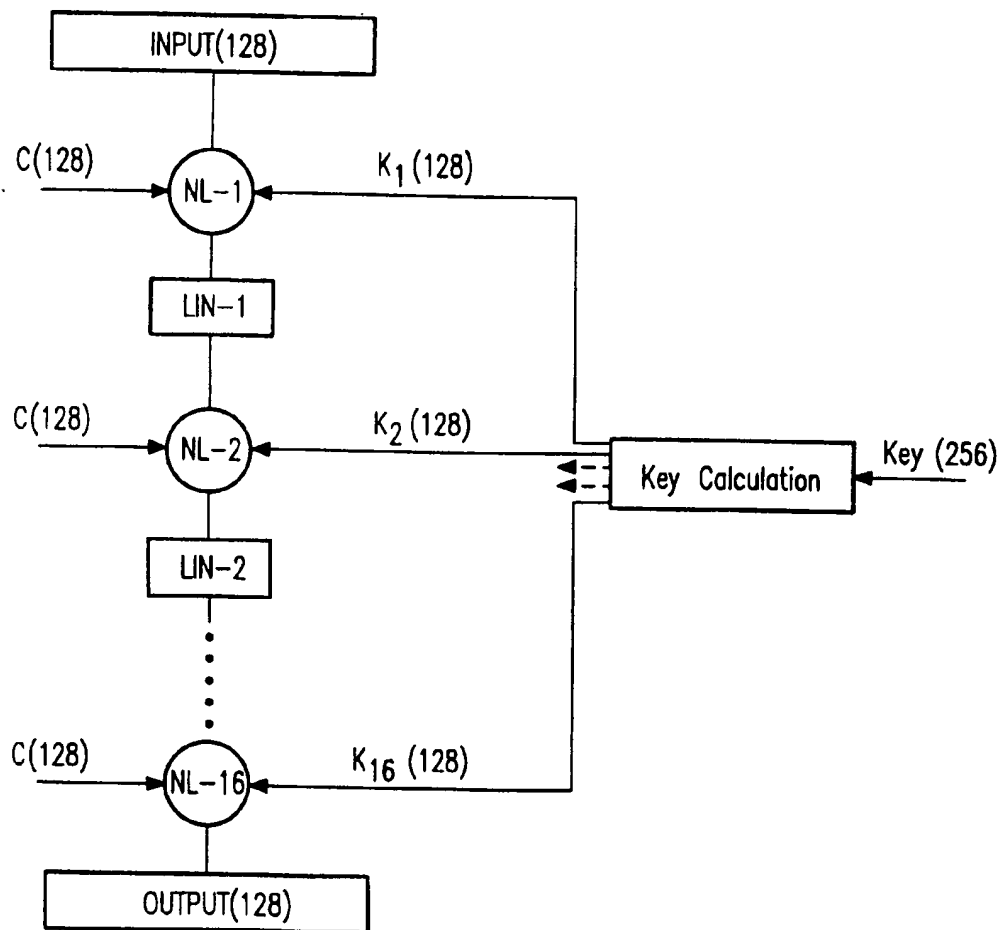 INPUT(128)
C(128)
K1 (128)
NL-1
LIN-1
C(128)
K2 (128)
NL-2
Key Calculation
Key (256)
LIN-2
C(128)
K16 (128)
NL-16
OUTPUT(128)